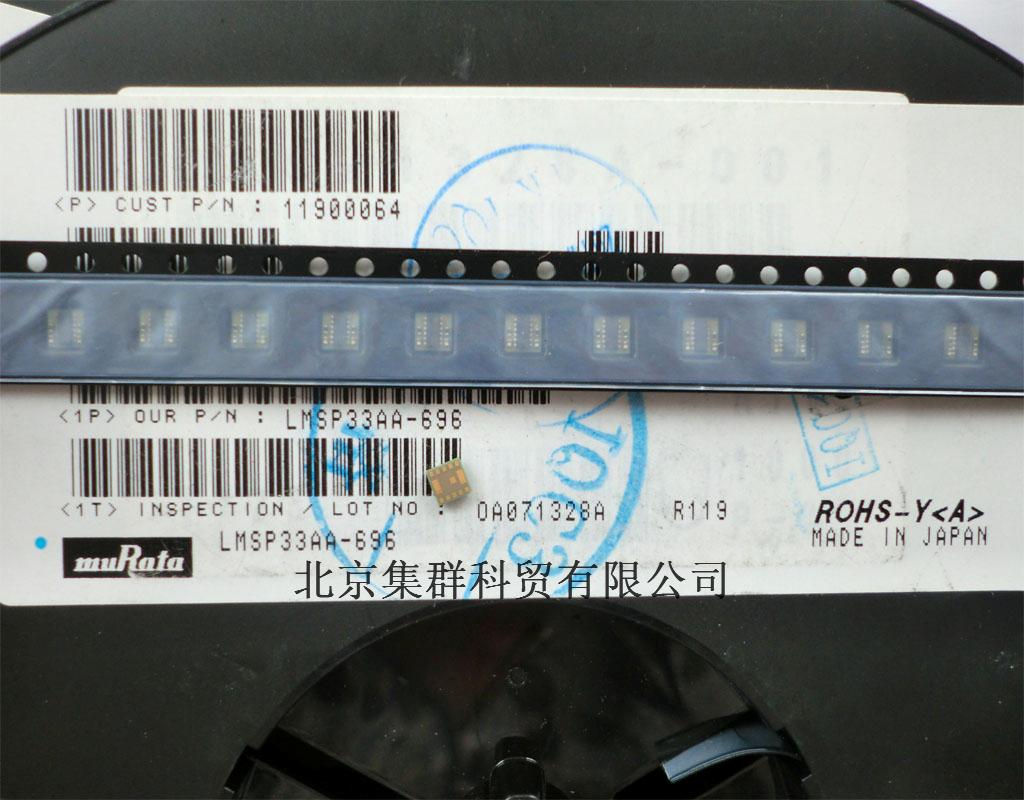 <P> CUST P/N : 11900064
<1P> OUR P/N : LMSP33AA-696
<1T> INSPECTION / LOT NO : 0A071328A R119 ROHS-Y<A>
muRata LMSP33AA-696 MADE IN JAPAN
北京集群科贸有限公司